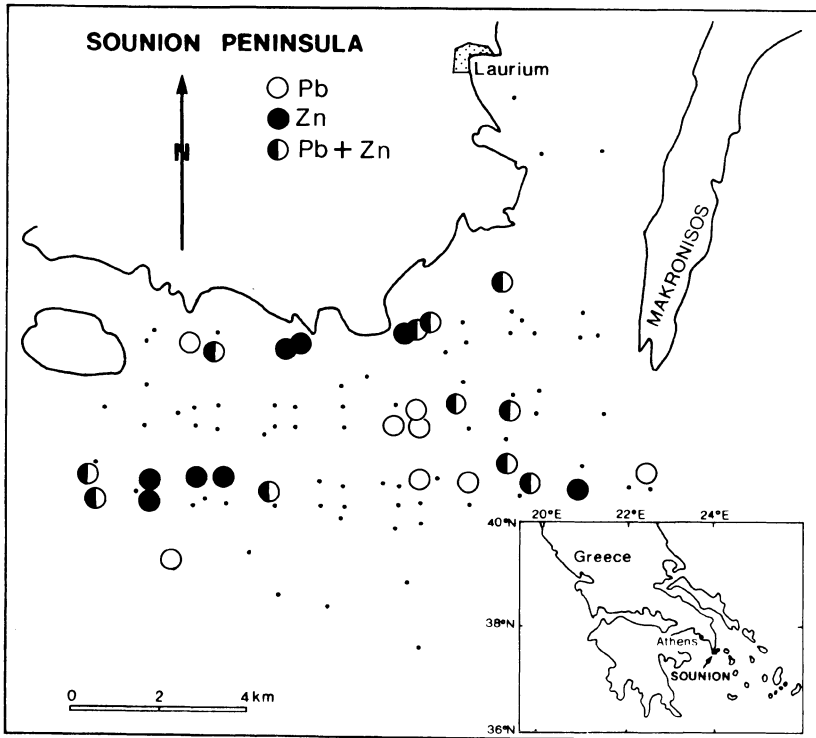 SOUNION PENINSULA
Pb
Zn
Pb + Zn
N
Laurium
MAKRONISOS
0 2 4 km
20°E 22°E 24°E
40°N
38°N
36°N
Greece
Athens
SOUNION